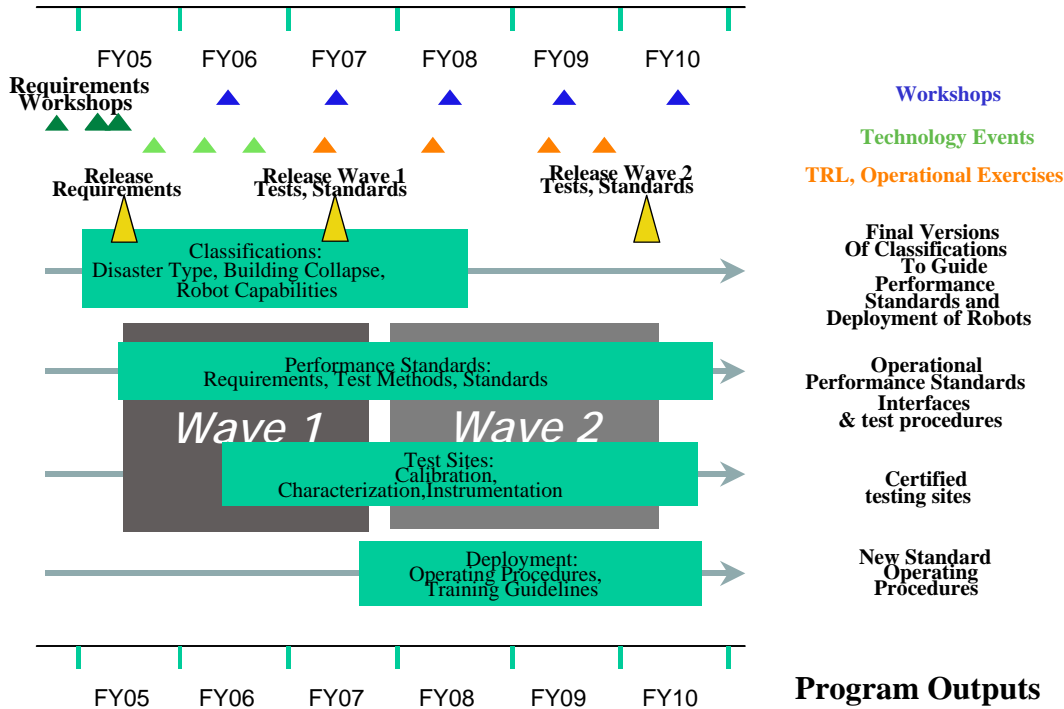 FY05 FY06 FY07 FY08 FY09 FY10
Requirements
Workshops
Workshops
Technology Events
Release
Requirements
Release Wave 1
Tests, Standards
Release Wave 2
Tests, Standards
TRL, Operational Exercises
Classifications:
Disaster Type, Building Collapse,
Robot Capabilities
Final Versions
Of Classifications
To Guide
Performance
Standards and
Deployment of Robots
Performance Standards:
Requirements, Test Methods, Standards
Operational
Performance Standards
Interfaces
& test procedures
Wave 1
Wave 2
Test Sites:
Calibration,
Characterization,Instrumentation
Certified
testing sites
Deployment:
Operating Procedures,
Training Guidelines
New Standard
Operating
Procedures
FY05 FY06 FY07 FY08 FY09 FY10
Program Outputs